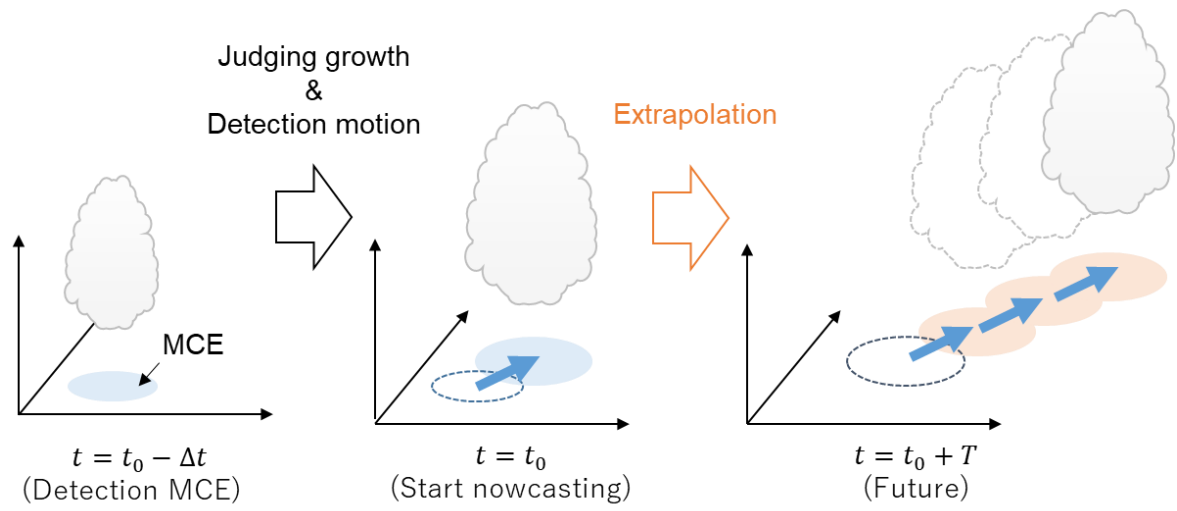 Judging growth
&
Detection motion
Extrapolation
MCE
t = t₀ − Δt
(Detection MCE)
t = t₀
(Start nowcasting)
t = t₀ + T
(Future)